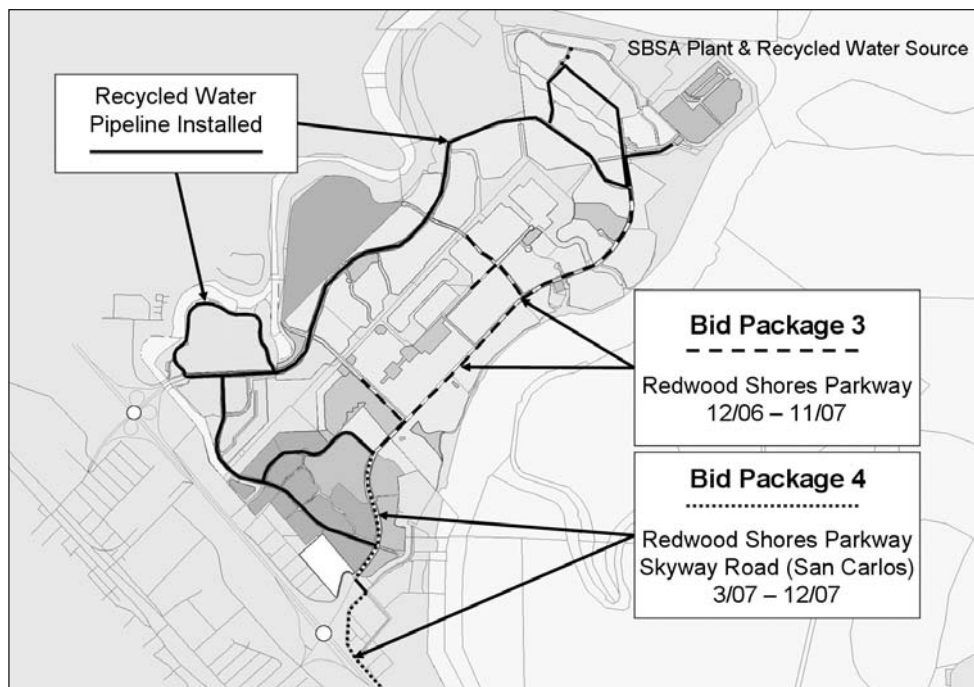 SBSA Plant & Recycled Water Source
Recycled Water
Pipeline Installed
Bid Package 3
Redwood Shores Parkway
12/06 – 11/07
Bid Package 4
Redwood Shores Parkway
Skyway Road (San Carlos)
3/07 – 12/07